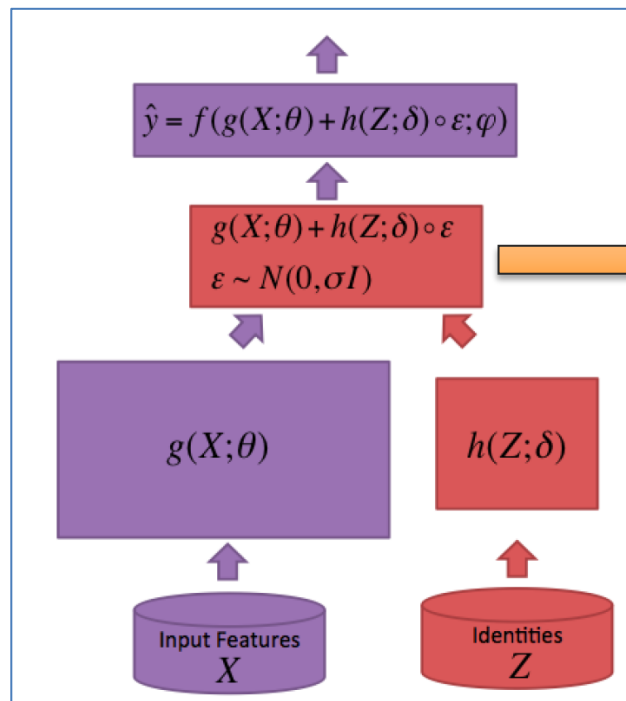 ŷ = f(g(X;θ)+h(Z;δ)∘ε;φ)
g(X;θ)+h(Z;δ)∘ε
ε ~ N(0,σI)
g(X;θ)
h(Z;δ)
Input Features
X
Identities
Z